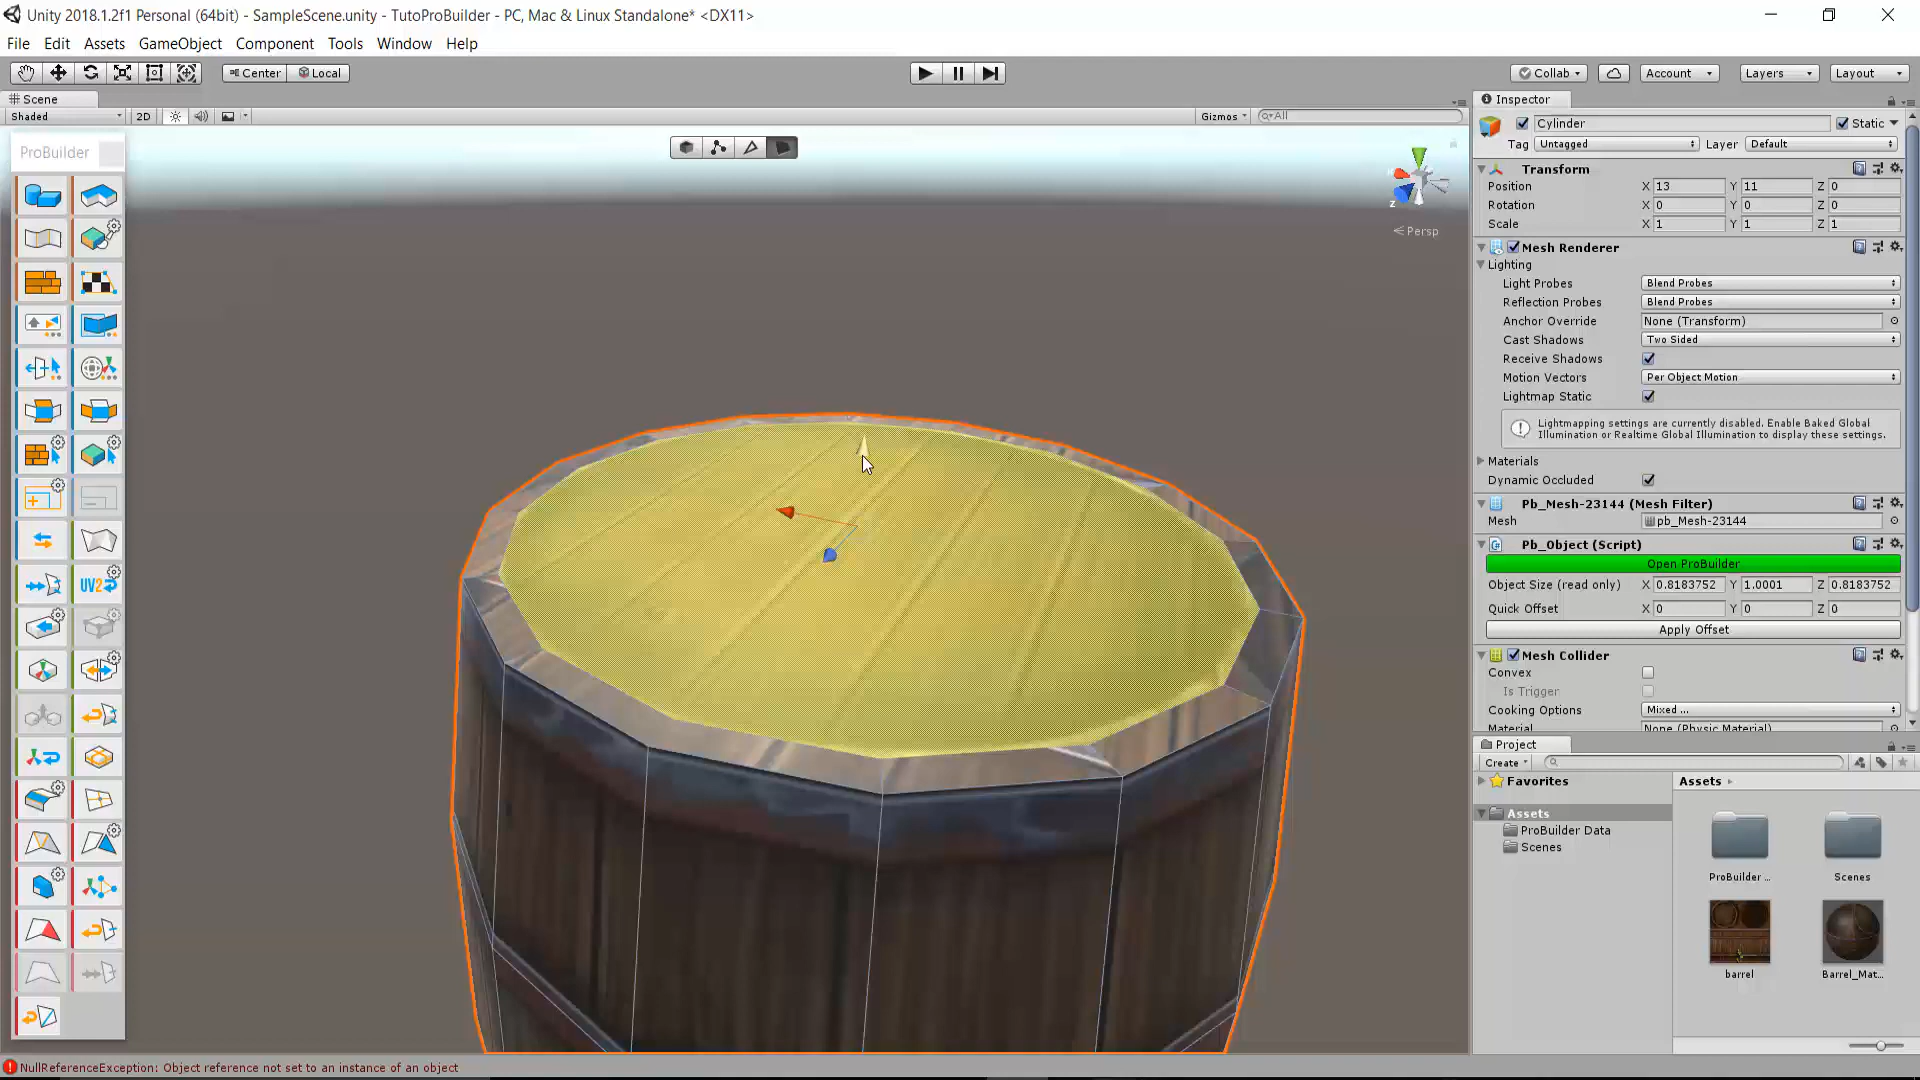 Unity 2018.1.2f1 Personal (64bit) - SampleScene.unity - TutoProBuilder - PC, Mac & Linux Standalone* <DX11>
File Edit Assets GameObject Component Tools Window Help
Center Local Collab Account Layers Layout
Scene
Shaded 2D Gizmos All
ProBuilder
UV2
z
Persp
Inspector
Cylinder Static
Tag Untagged Layer Default
Transform
Position X 13 Y 11 Z 0
Rotation X 0 Y 0 Z 0
Scale X 1 Y 1 Z 1
Mesh Renderer
Lighting
Light Probes Blend Probes
Reflection Probes Blend Probes
Anchor Override None (Transform)
Cast Shadows Two Sided
Receive Shadows
Motion Vectors Per Object Motion
Lightmap Static
Lightmapping settings are currently disabled. Enable Baked Global
Illumination or Realtime Global Illumination to display these settings.
Materials
Dynamic Occluded
Pb_Mesh-23144 (Mesh Filter)
Mesh pb_Mesh-23144
Pb_Object (Script)
Open ProBuilder
Object Size (read only) X 0.8183752 Y 1.0001 Z 0.8183752
Quick Offset X 0 Y 0 Z 0
Apply Offset
Mesh Collider
Convex
Is Trigger
Cooking Options Mixed ...
Material None (Physic Material)
Project
Create
Favorites
Assets
ProBuilder Data
Scenes
Assets
ProBuilder ... Scenes
barrel Barrel_Mat...
NullReferenceException: Object reference not set to an instance of an object